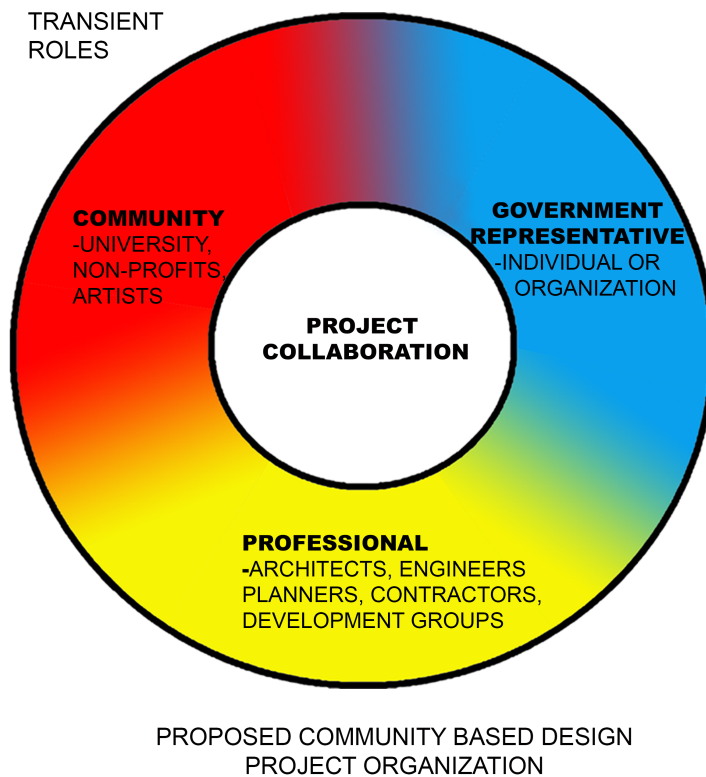 TRANSIENT
ROLES
COMMUNITY
-UNIVERSITY,
NON-PROFITS,
ARTISTS
GOVERNMENT
REPRESENTATIVE
-INDIVIDUAL OR
ORGANIZATION
PROJECT
COLLABORATION
PROFESSIONAL
-ARCHITECTS, ENGINEERS
PLANNERS, CONTRACTORS,
DEVELOPMENT GROUPS
PROPOSED COMMUNITY BASED DESIGN
PROJECT ORGANIZATION